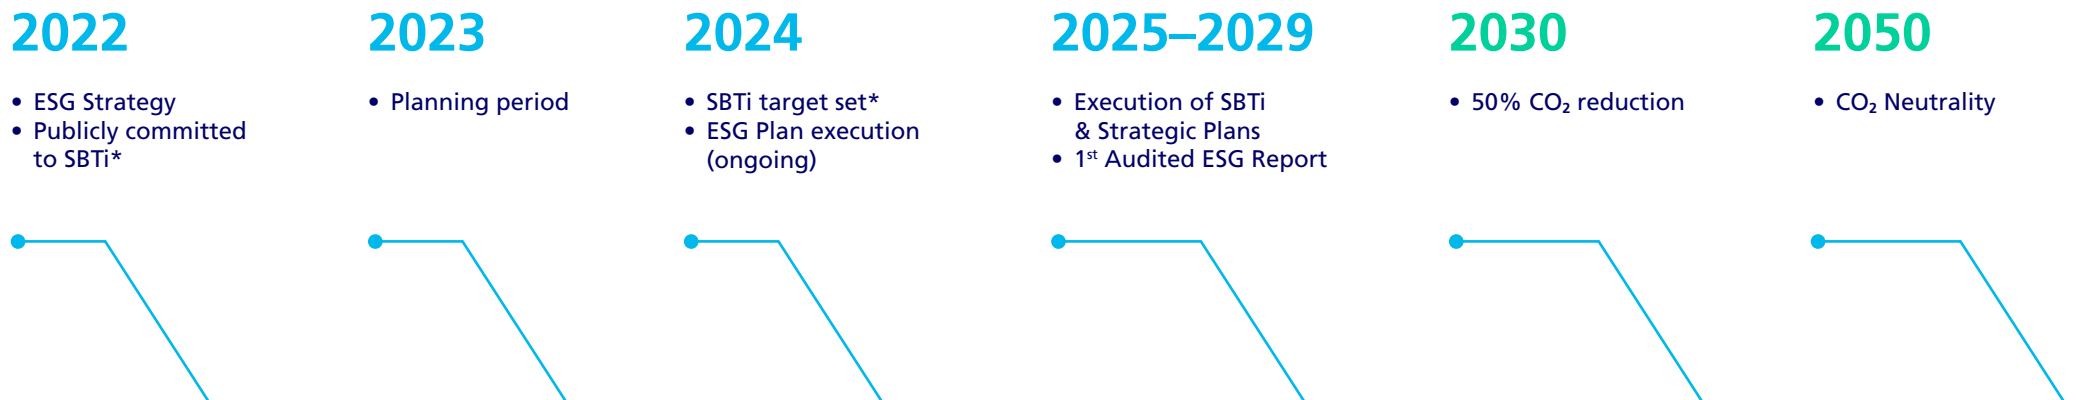 2022
• ESG Strategy
• Publicly committed
to SBTi*
2023
• Planning period
2024
• SBTi target set*
• ESG Plan execution
(ongoing)
2025–2029
• Execution of SBTi
& Strategic Plans
• 1st Audited ESG Report
2030
• 50% CO₂ reduction
2050
• CO₂ Neutrality